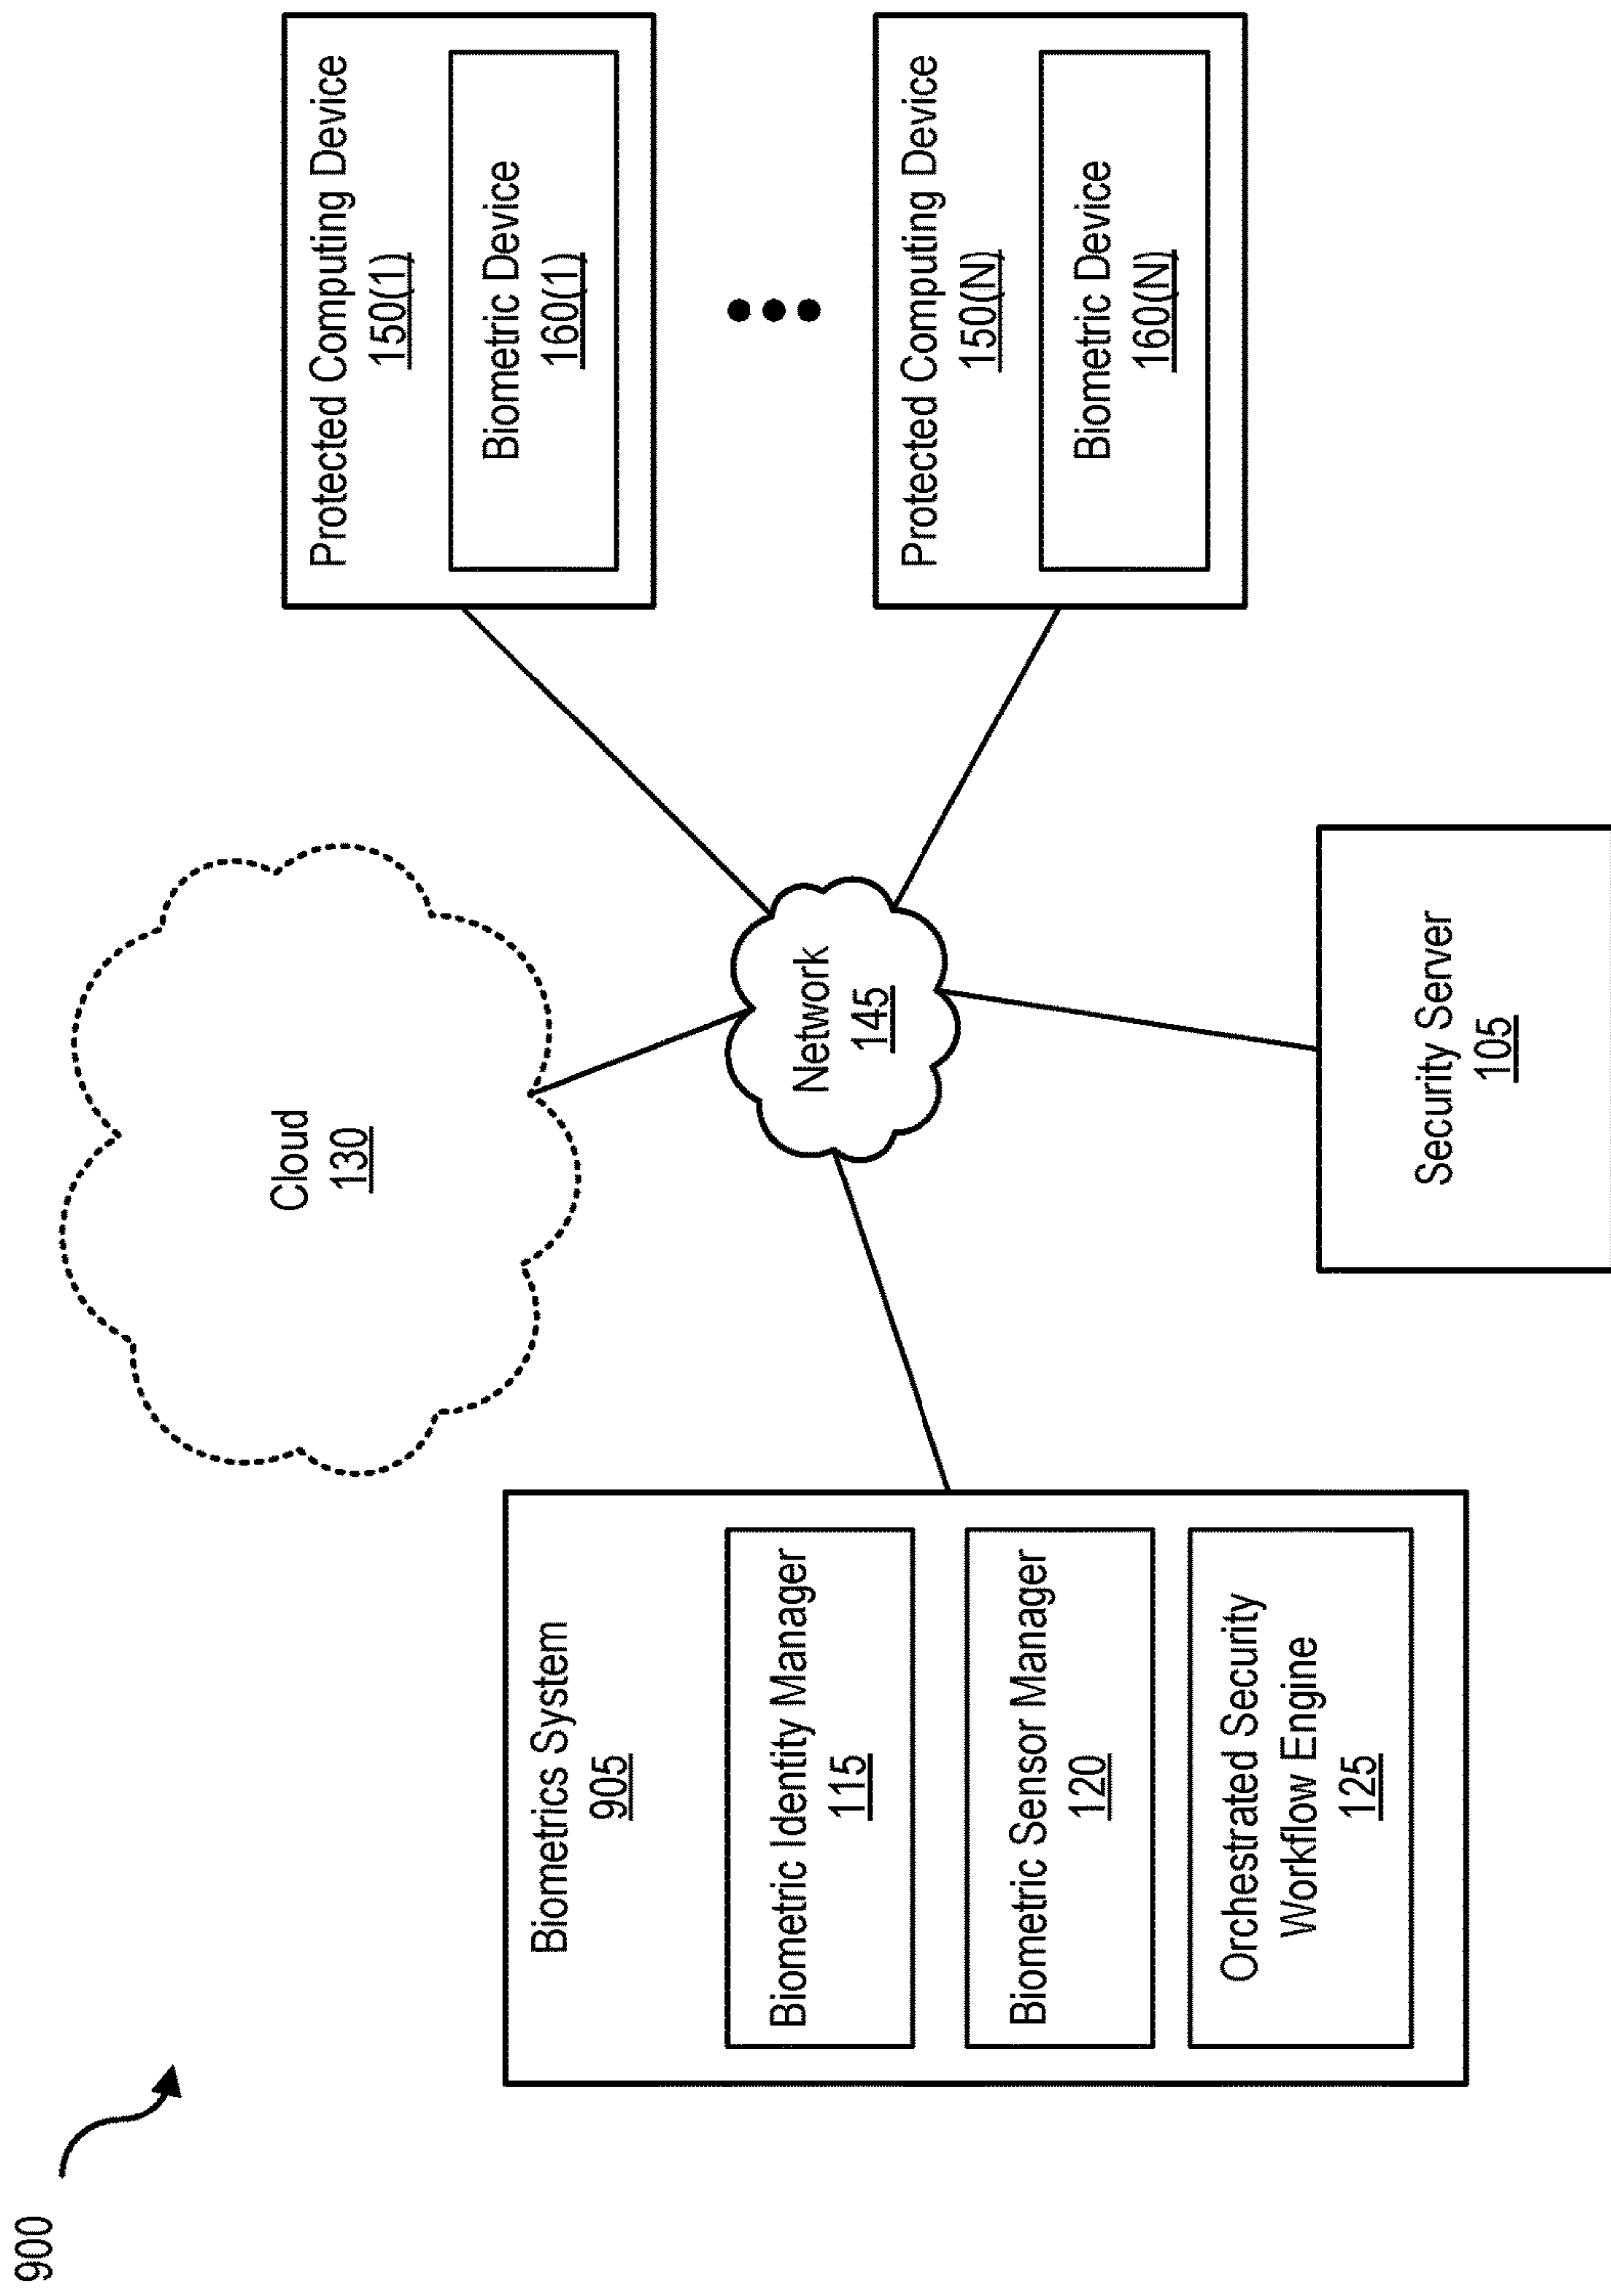 900
Cloud
130
Biometrics System
905
Biometric Identity Manager
115
Biometric Sensor Manager
120
Orchestrated Security
Workflow Engine
125
Network
145
Security Server
105
Protected Computing Device
150(1)
Biometric Device
160(1)
Protected Computing Device
150(N)
Biometric Device
160(N)